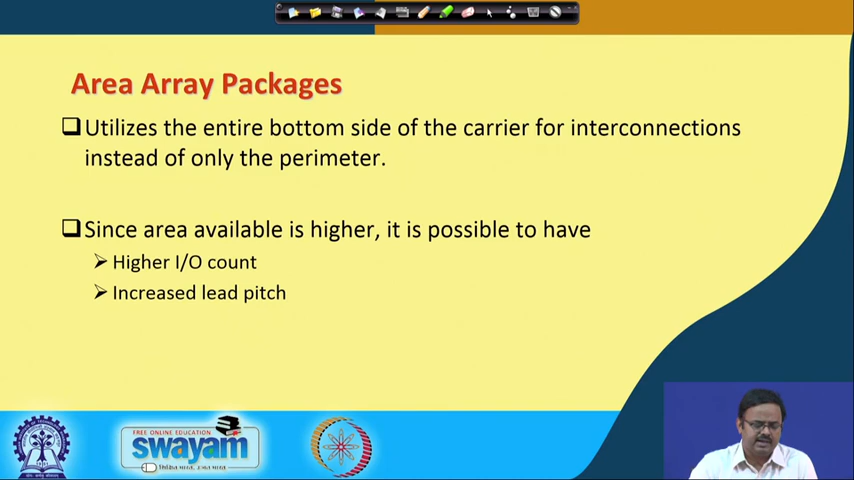 Area Array Packages
Utilizes the entire bottom side of the carrier for interconnections
instead of only the perimeter.
Since area available is higher, it is possible to have
Higher I/O count
Increased lead pitch
FREE ONLINE EDUCATION
swayam